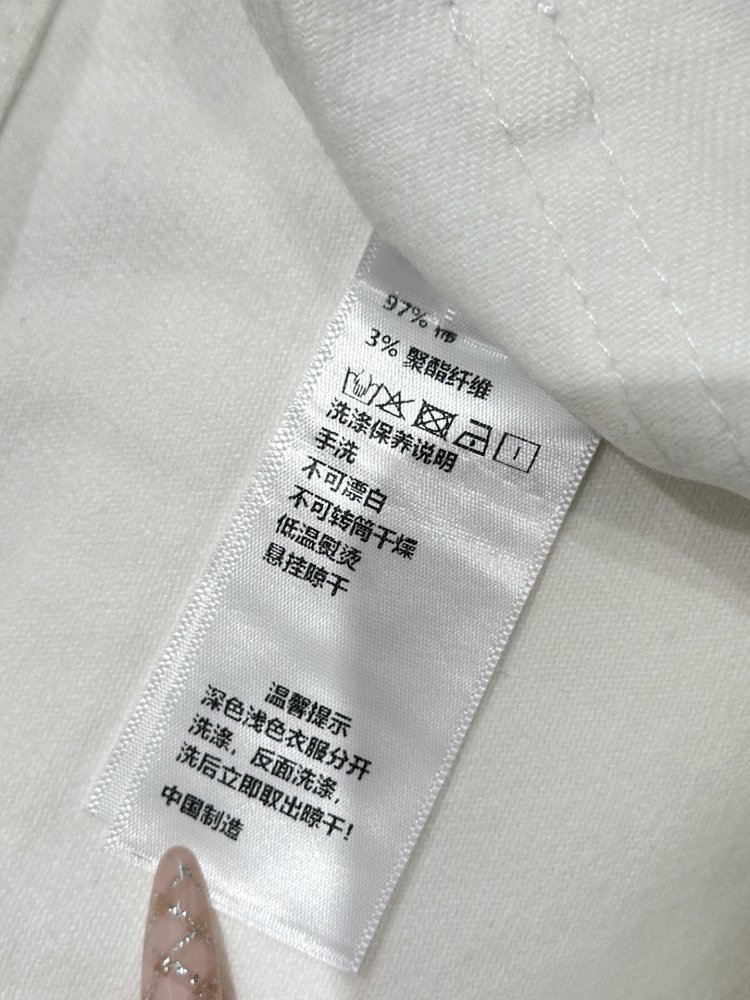 97% 棉
3% 聚酯纤维
洗涤保养说明
手洗
不可漂白
不可转筒干燥
低温熨烫
悬挂晾干
温馨提示
深色浅色衣服分开
洗涤，反面洗涤，
洗后立即取出晾干！
中国制造